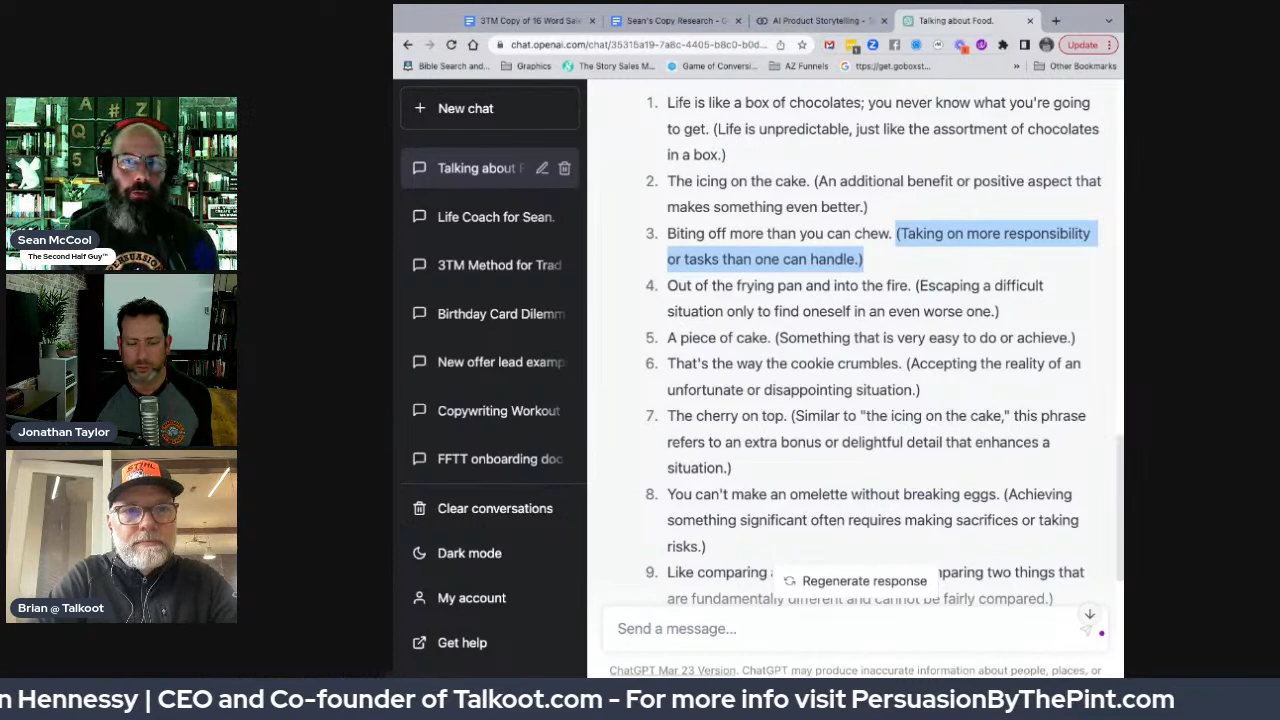 3TM Copy of 16 Word Sal
Sean's Copy Research - G
AI Product Storytelling -
Talking about Food.
chat.openai.com/chat/35315a19-7a8c-4405-b8c0-b0d...
Update
Bible Search and...
Graphics
The Story Sales M...
Game of Conversi...
AZ Funnels
ttps://get.goboxst...
»
Other Bookmarks
+ New chat
Talking about F
Life Coach for Sean.
3TM Method for Trad
Birthday Card Dilemm
New offer lead examp
Copywriting Workout
FFTT onboarding doc
Clear conversations
Dark mode
My account
Get help
1. Life is like a box of chocolates; you never know what you're going
to get. (Life is unpredictable, just like the assortment of chocolates
in a box.)
2. The icing on the cake. (An additional benefit or positive aspect that
makes something even better.)
3. Biting off more than you can chew. (Taking on more responsibility
or tasks than one can handle.)
4. Out of the frying pan and into the fire. (Escaping a difficult
situation only to find oneself in an even worse one.)
5. A piece of cake. (Something that is very easy to do or achieve.)
6. That's the way the cookie crumbles. (Accepting the reality of an
unfortunate or disappointing situation.)
7. The cherry on top. (Similar to "the icing on the cake," this phrase
refers to an extra bonus or delightful detail that enhances a
situation.)
8. You can't make an omelette without breaking eggs. (Achieving
something significant often requires making sacrifices or taking
risks.)
9. Like comparing paring two things that
are fundamentally different and cannot be fairly compared.)
Regenerate response
Send a message...
ChatGPT Mar 23 Version. ChatGPT may produce inaccurate information about people, places, or
Sean McCool
The Second Half Guy™
Jonathan Taylor
STIHL
Brian @ Talkoot
n Hennessy | CEO and Co-founder of Talkoot.com - For more info visit PersuasionByThePint.com